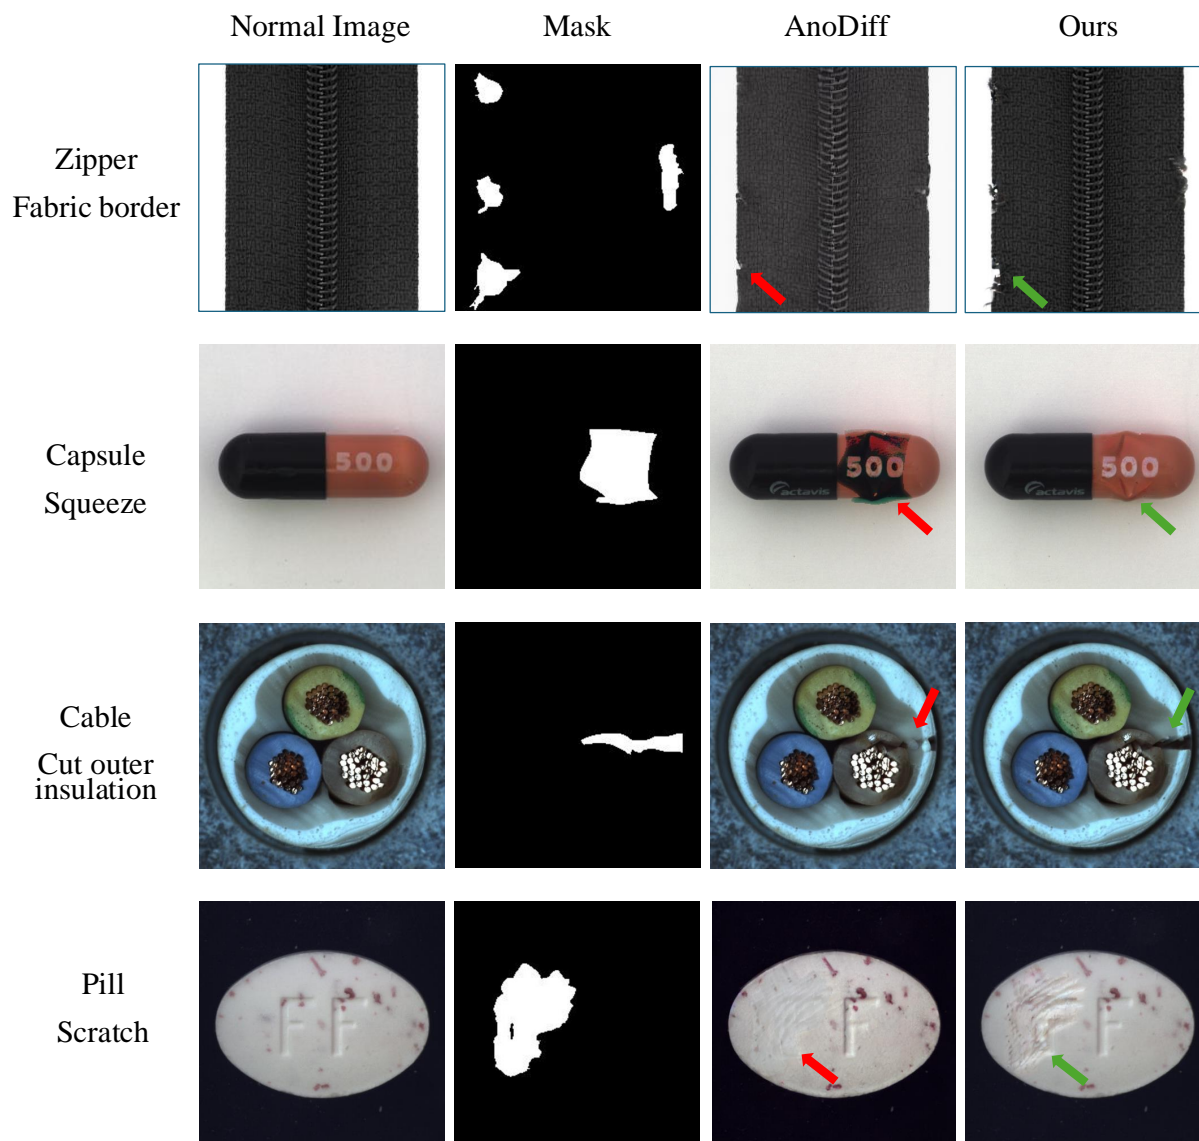 Normal Image
Mask
AnoDiff
Ours
Zipper
Fabric border
Capsule
Squeeze
500
actavis
500
actavis
500
Cable
Cut outer
insulation
Pill
Scratch
FF
F
F